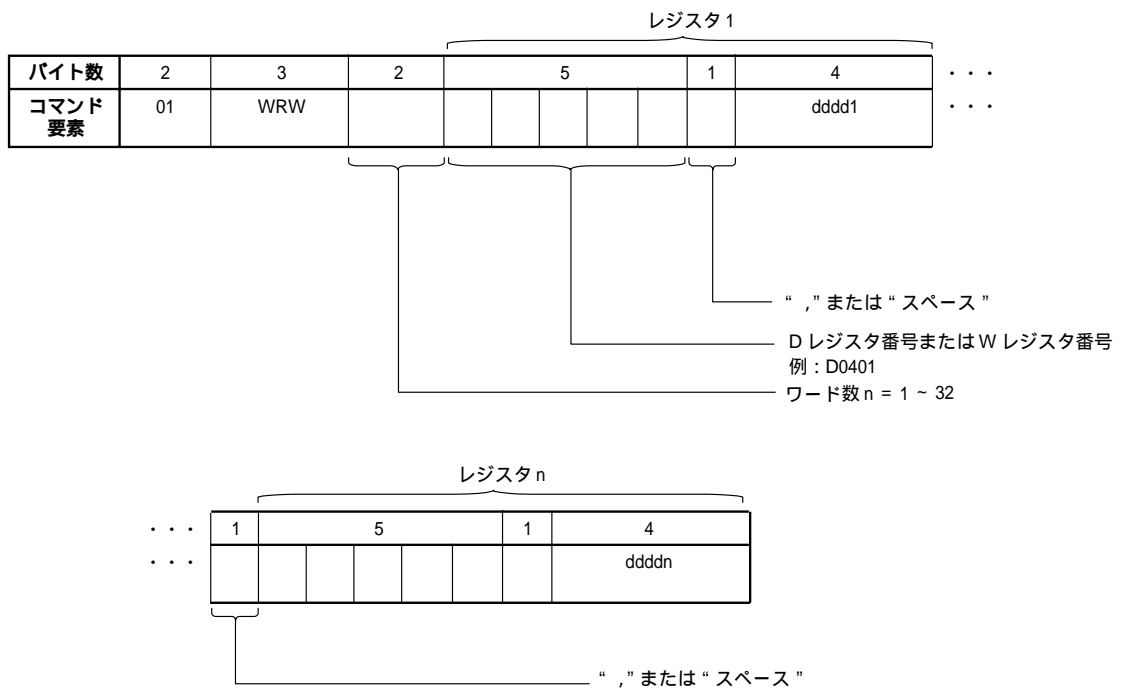 レジスタ1
バイト数 2 3 2 5 1 4 ・・・
コマンド要素 01 WRW dddd1 ・・・
“ ,” または “ スペース ”
D レジスタ番号または W レジスタ番号
例：D0401
ワード数 n = 1 ~ 32
レジスタ n
・・・ 1 5 1 4
・・・ ddddn
“ ,” または “ スペース ”